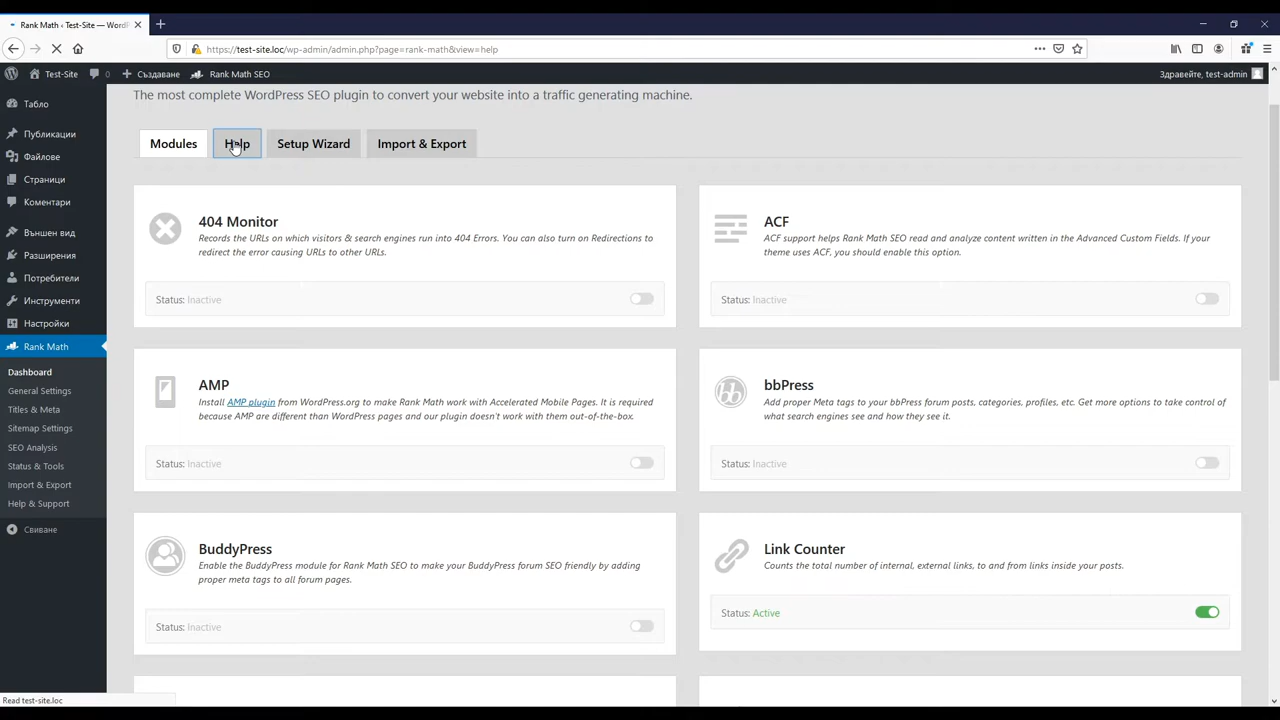 Rank Math ‹ Test-Site — WordP
https://test-site.loc/wp-admin/admin.php?page=rank-math&view=help
Test-Site 0 Създаване Rank Math SEO Здравейте, test-admin
Табло
Публикации
Файлове
Страници
Коментари
Външен вид
Разширения
Потребители
Инструменти
Настройки
Rank Math
Dashboard
General Settings
Titles & Meta
Sitemap Settings
SEO Analysis
Status & Tools
Import & Export
Help & Support
Свиване
The most complete WordPress SEO plugin to convert your website into a traffic generating machine.
Modules Help Setup Wizard Import & Export
404 Monitor
Records the URLs on which visitors & search engines run into 404 Errors. You can also turn on Redirections to
redirect the error causing URLs to other URLs.
Status: Inactive
ACF
ACF support helps Rank Math SEO read and analyze content written in the Advanced Custom Fields. If your
theme uses ACF, you should enable this option.
Status: Inactive
AMP
Install AMP plugin from WordPress.org to make Rank Math work with Accelerated Mobile Pages. It is required
because AMP are different than WordPress pages and our plugin doesn't work with them out-of-the-box.
Status: Inactive
bbPress
Add proper Meta tags to your bbPress forum posts, categories, profiles, etc. Get more options to take control of
what search engines see and how they see it.
Status: Inactive
BuddyPress
Enable the BuddyPress module for Rank Math SEO to make your BuddyPress forum SEO friendly by adding
proper meta tags to all forum pages.
Status: Inactive
Link Counter
Counts the total number of internal, external links, to and from links inside your posts.
Status: Active
Read test-site.loc